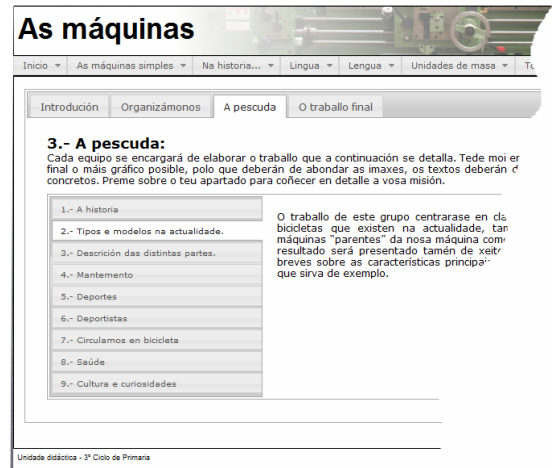 As máquinas
Inicio As máquinas simples Na historia... Lingua Lengua Unidades de masa
Introdución Organizámonos A pescuda O traballo final
3.- A pescuda:
Cada equipo se encargará de elaborar o traballo que a continuación se detalla. Tede moi
final o máis gráfico posible, polo que deberán de abondar as imaxes, os textos deberán
concretos. Preme sobre o teu apartado para coñecer en detalle a vosa misión.
1.- A historia
2.- Tipos e modelos na actualidade.
3.- Descrición das distintas partes.
4.- Mantemento
5.- Deportes
6.- Deportistas
7.- Circulamos en bicicleta
8.- Saúde
9.- Cultura e curiosidades
O traballo de este grupo centrarase en
bicicletas que existen na actualidade,
máquinas "parentes" da nosa máquina
resultado será presentado tamén de
breves sobre as características
que sirva de exemplo.
Unidade didáctica - 3º Ciclo de Primaria